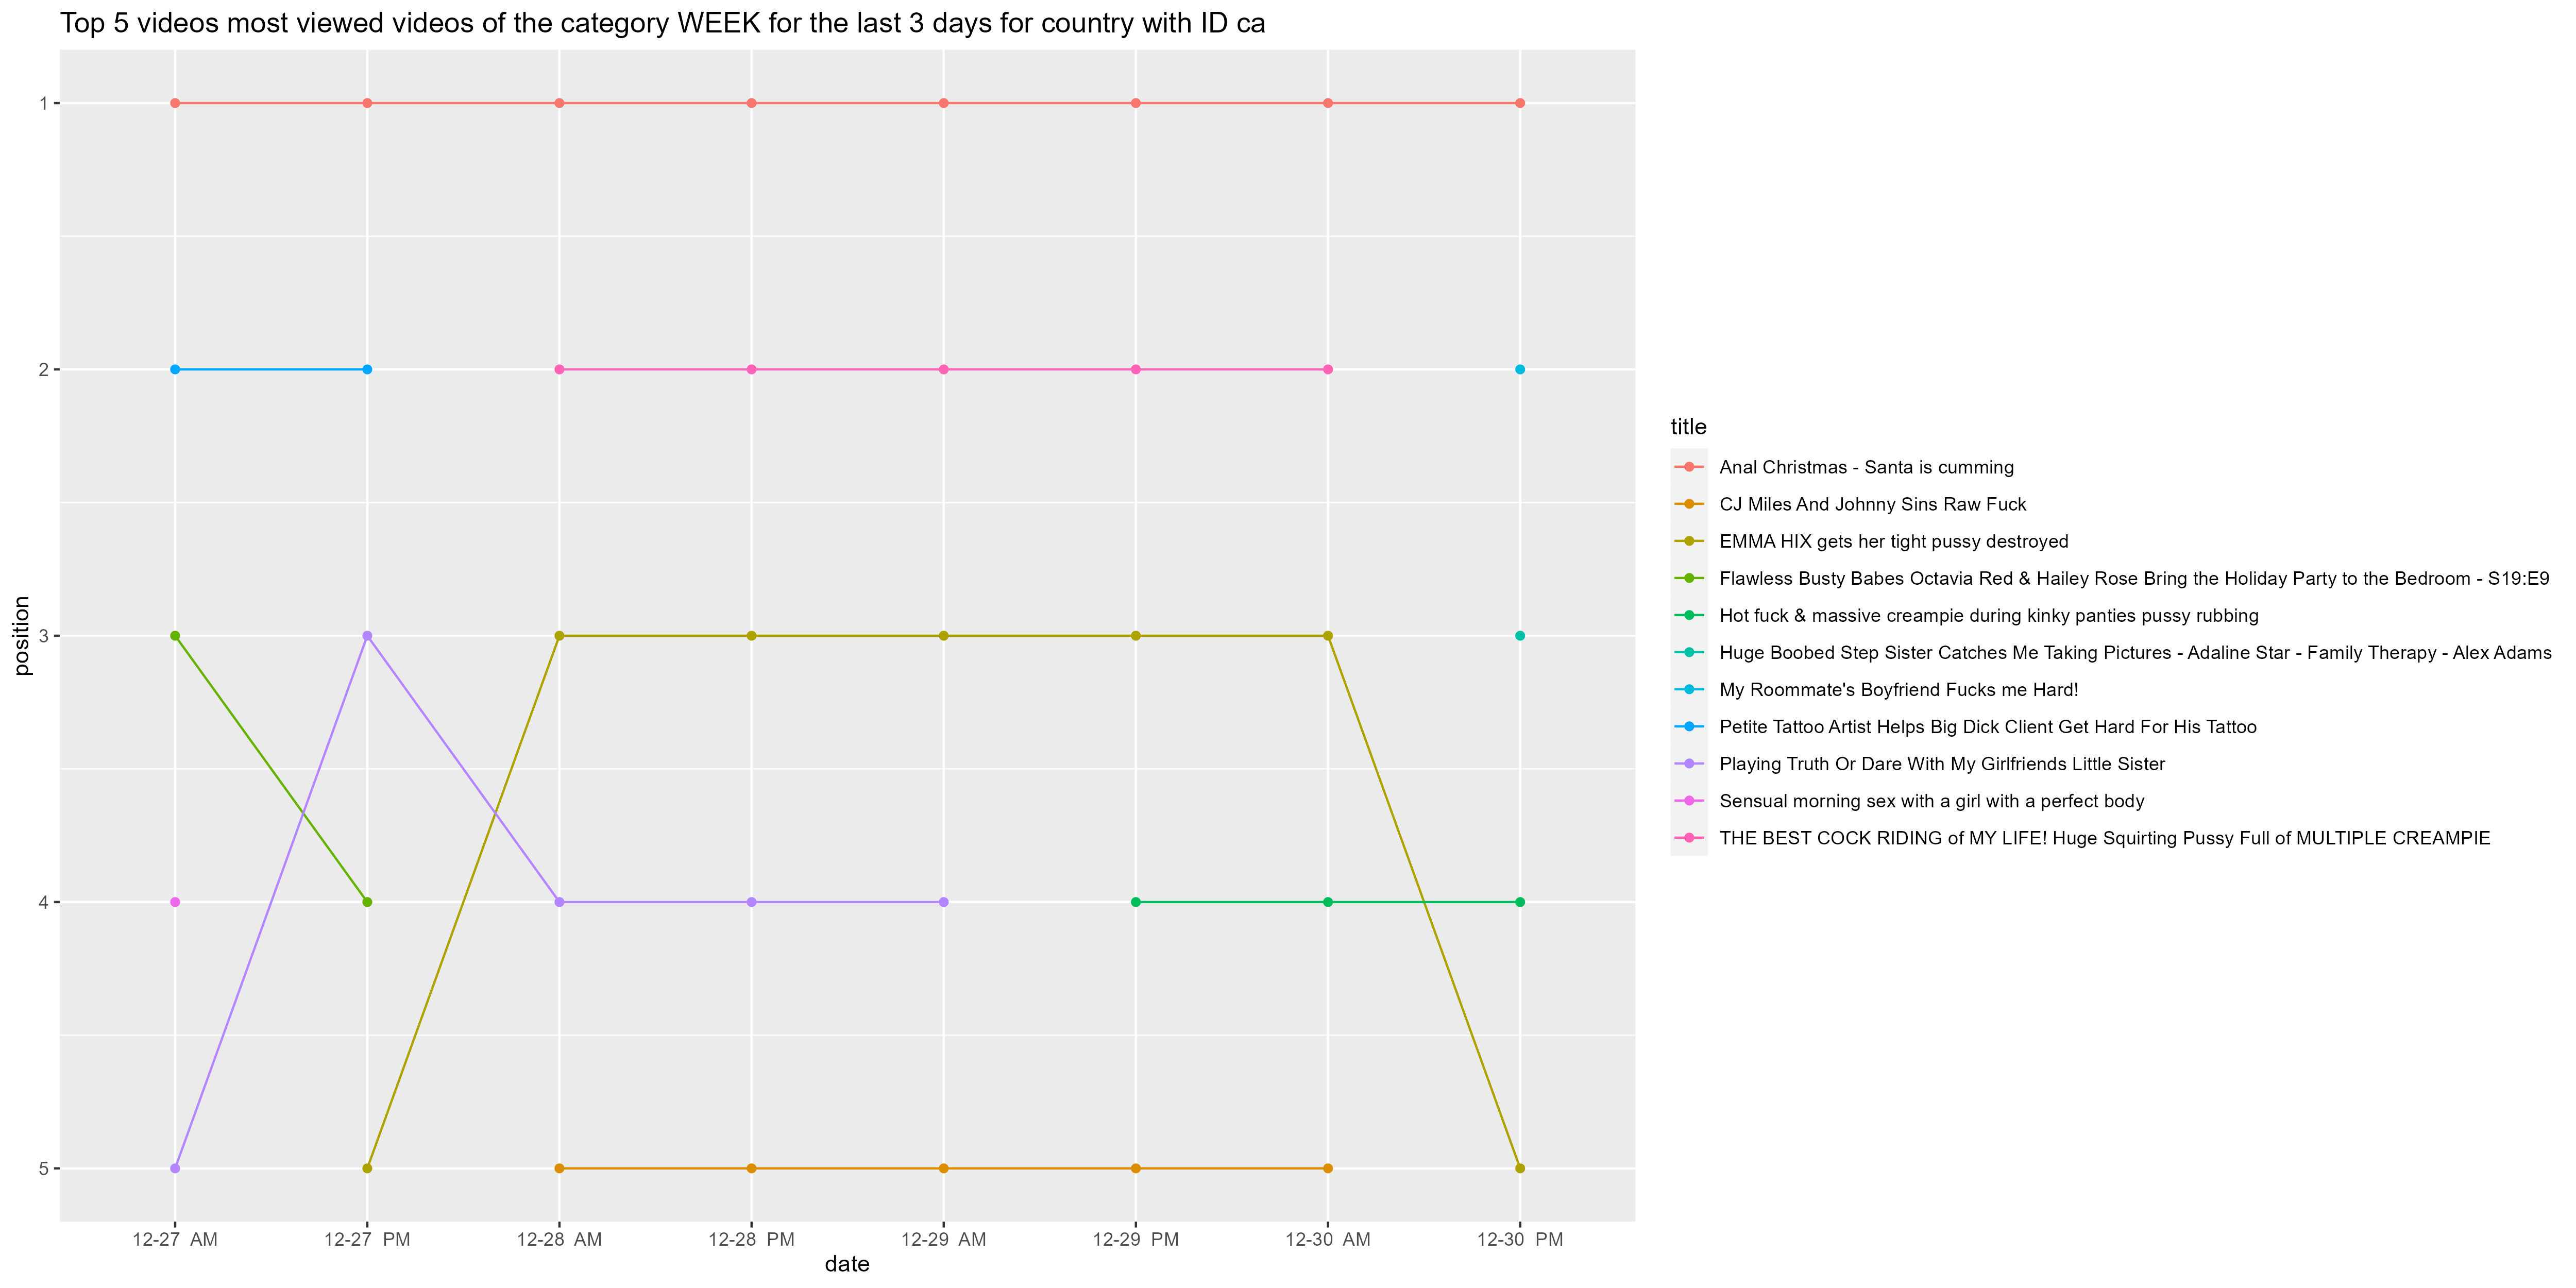 Top 5 videos most viewed videos of the category WEEK for the last 3 days for country with ID ca
1
2
3
4
5
position
12-27 AM
12-27 PM
12-28 AM
12-28 PM
12-29 AM
12-29 PM
12-30 AM
12-30 PM
date
title
Anal Christmas - Santa is cumming
CJ Miles And Johnny Sins Raw Fuck
EMMA HIX gets her tight pussy destroyed
Flawless Busty Babes Octavia Red & Hailey Rose Bring the Holiday Party to the Bedroom - S19:E9
Hot fuck & massive creampie during kinky panties pussy rubbing
Huge Boobed Step Sister Catches Me Taking Pictures - Adaline Star - Family Therapy - Alex Adams
My Roommate's Boyfriend Fucks me Hard!
Petite Tattoo Artist Helps Big Dick Client Get Hard For His Tattoo
Playing Truth Or Dare With My Girlfriends Little Sister
Sensual morning sex with a girl with a perfect body
THE BEST COCK RIDING of MY LIFE! Huge Squirting Pussy Full of MULTIPLE CREAMPIE